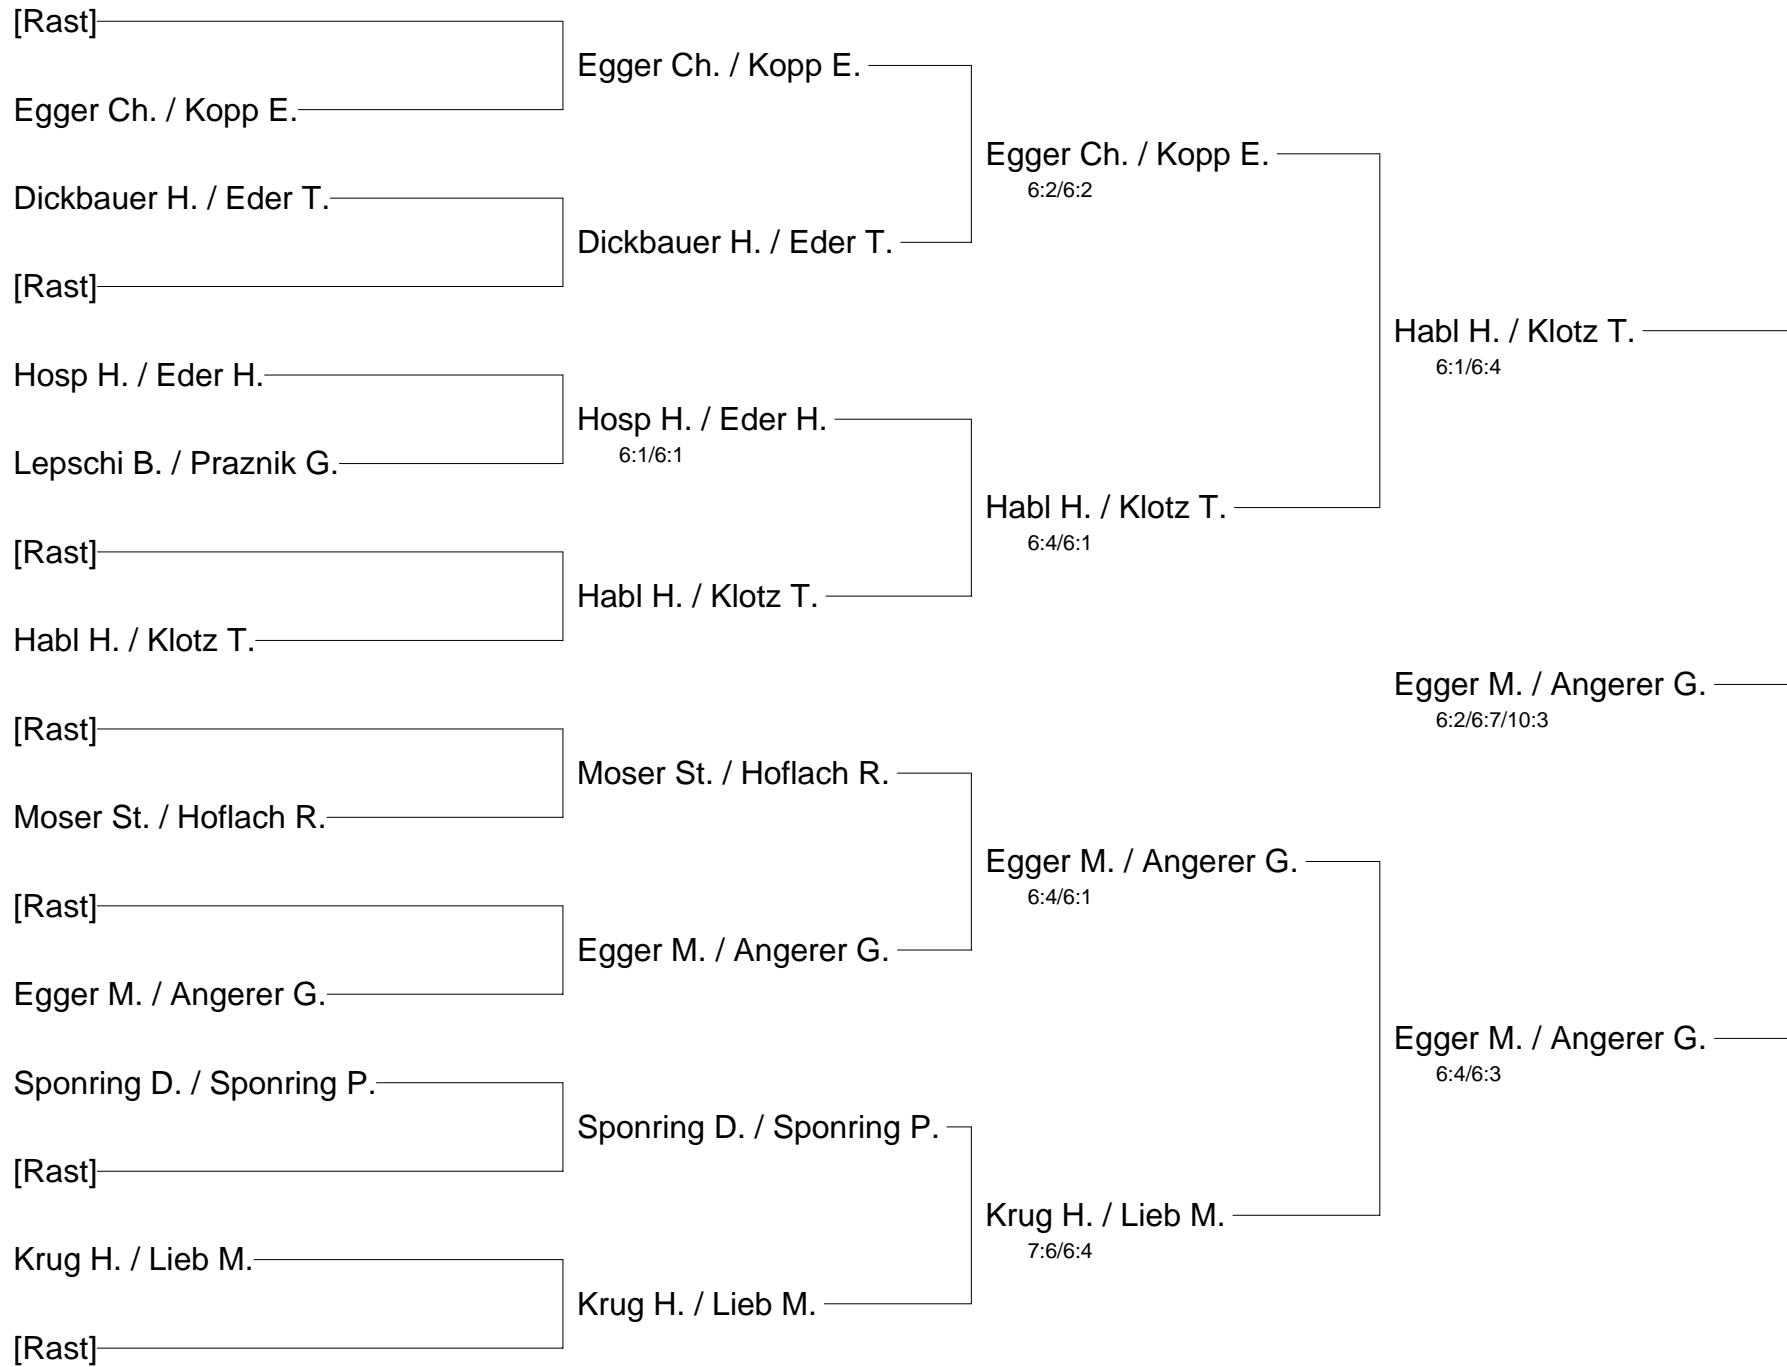 [Rast]
Egger Ch. / Kopp E.
Dickbauer H. / Eder T.
[Rast]
Hosp H. / Eder H.
Lepschi B. / Praznik G.
[Rast]
Habl H. / Klotz T.
[Rast]
Moser St. / Hoflach R.
[Rast]
Egger M. / Angerer G.
Sponring D. / Sponring P.
[Rast]
Krug H. / Lieb M.
[Rast]
Egger Ch. / Kopp E.
Dickbauer H. / Eder T.
Hosp H. / Eder H.
6:1/6:1
Habl H. / Klotz T.
Moser St. / Hoflach R.
Egger M. / Angerer G.
Sponring D. / Sponring P.
Krug H. / Lieb M.
Egger Ch. / Kopp E.
6:2/6:2
Habl H. / Klotz T.
6:4/6:1
Egger M. / Angerer G.
6:4/6:1
Krug H. / Lieb M.
7:6/6:4
Habl H. / Klotz T.
6:1/6:4
Egger M. / Angerer G.
6:2/6:7/10:3
Egger M. / Angerer G.
6:4/6:3